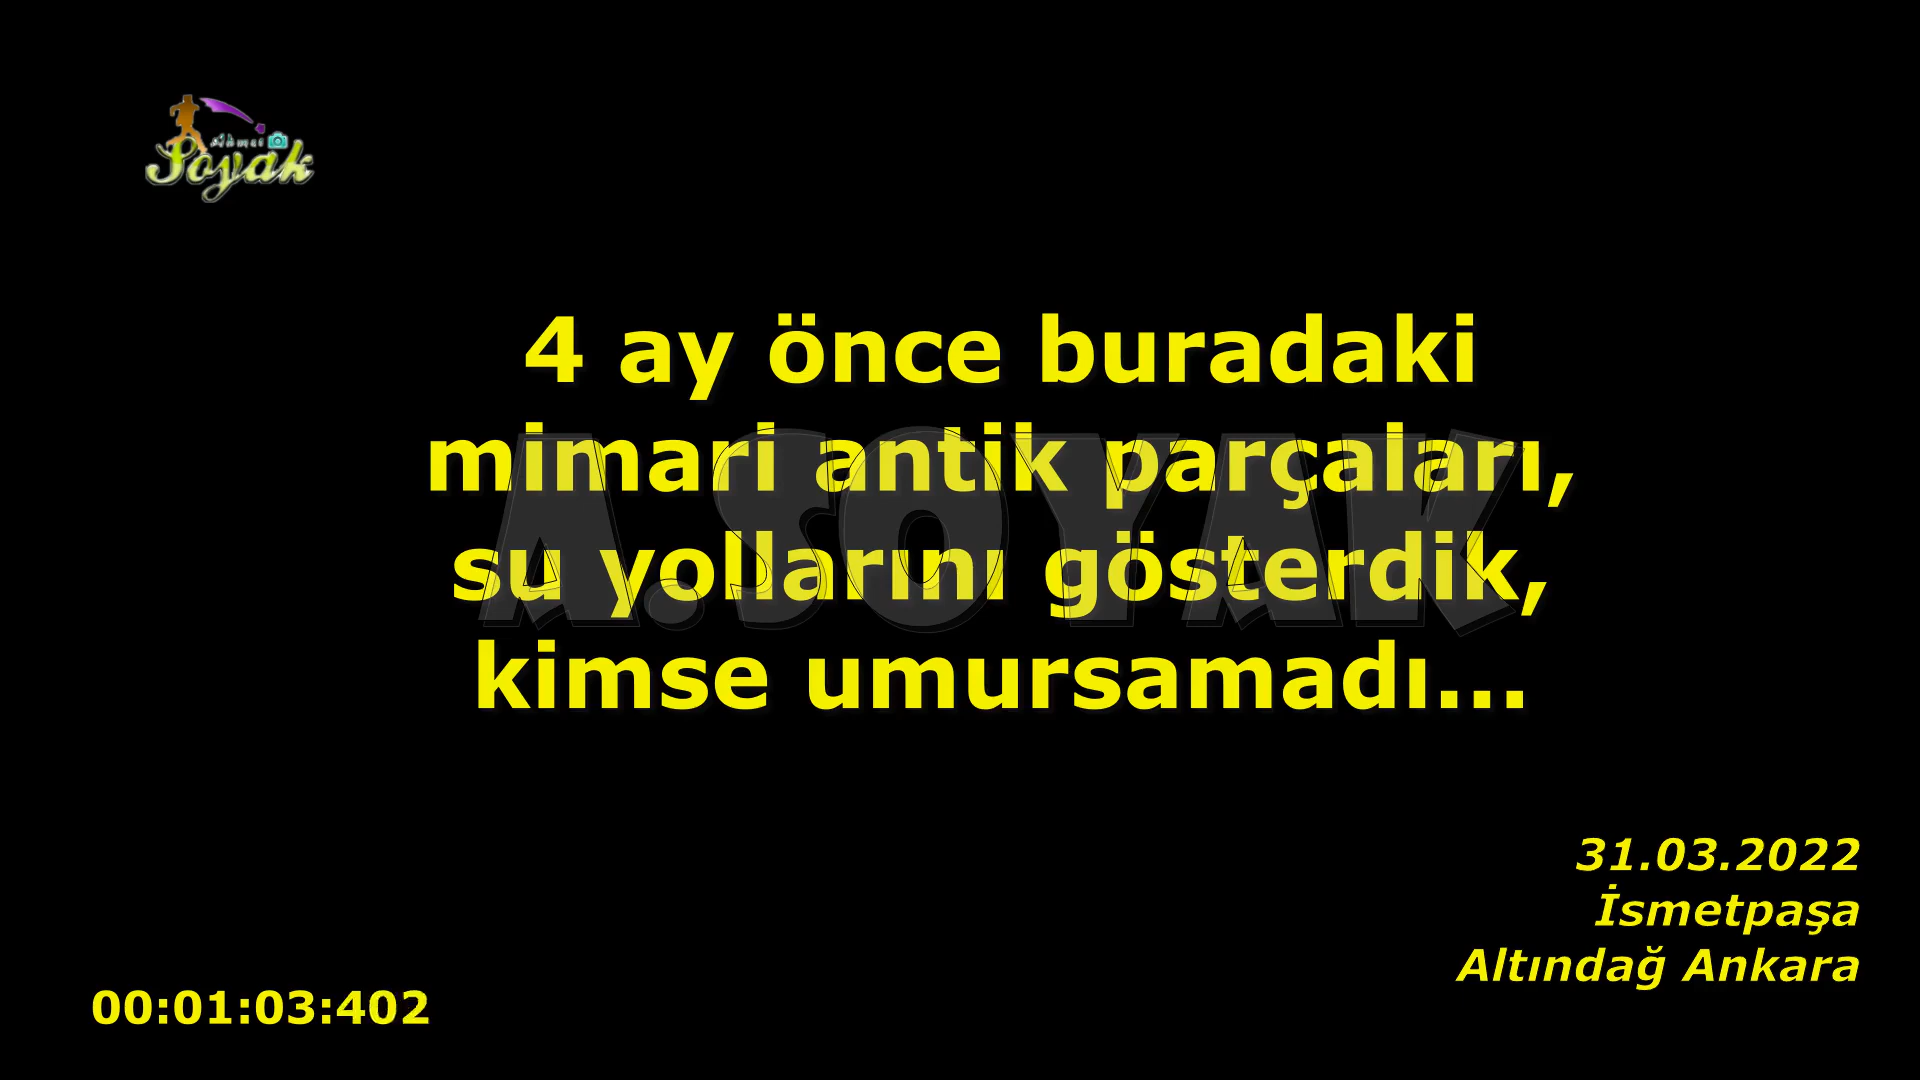 Ahmet
Soyak
4 ay önce buradaki
mimari antik parçaları,
su yollarını gösterdik,
kimse umursamadı...
A.SOYAK
31.03.2022
İsmetpaşa
Altındağ Ankara
00:01:03:402